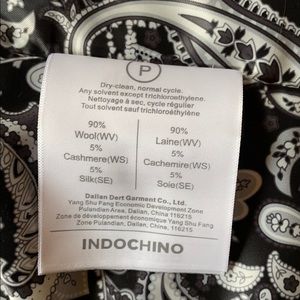 P
Dry-clean, normal cycle.
Any solvent except trichloroethylene.
Nettoyage à sec, cycle régulier
Tout solvant sauf trichloroéthylène
90% 90%
Wool(WV) Laine(WV)
5% 5%
Cashmere(WS) Cachemire(WS)
5% 5%
Silk(SE) Soie(SE)
Dalian Dert Garment Co., Ltd.
Yang Shu Fang Economic Development Zone
Pulandian Area, Dalian, China, 116215
Zone de développement économique Yang Shu Fang
Zone Pulandian, Dalian, China, 116215
INDOCHINO